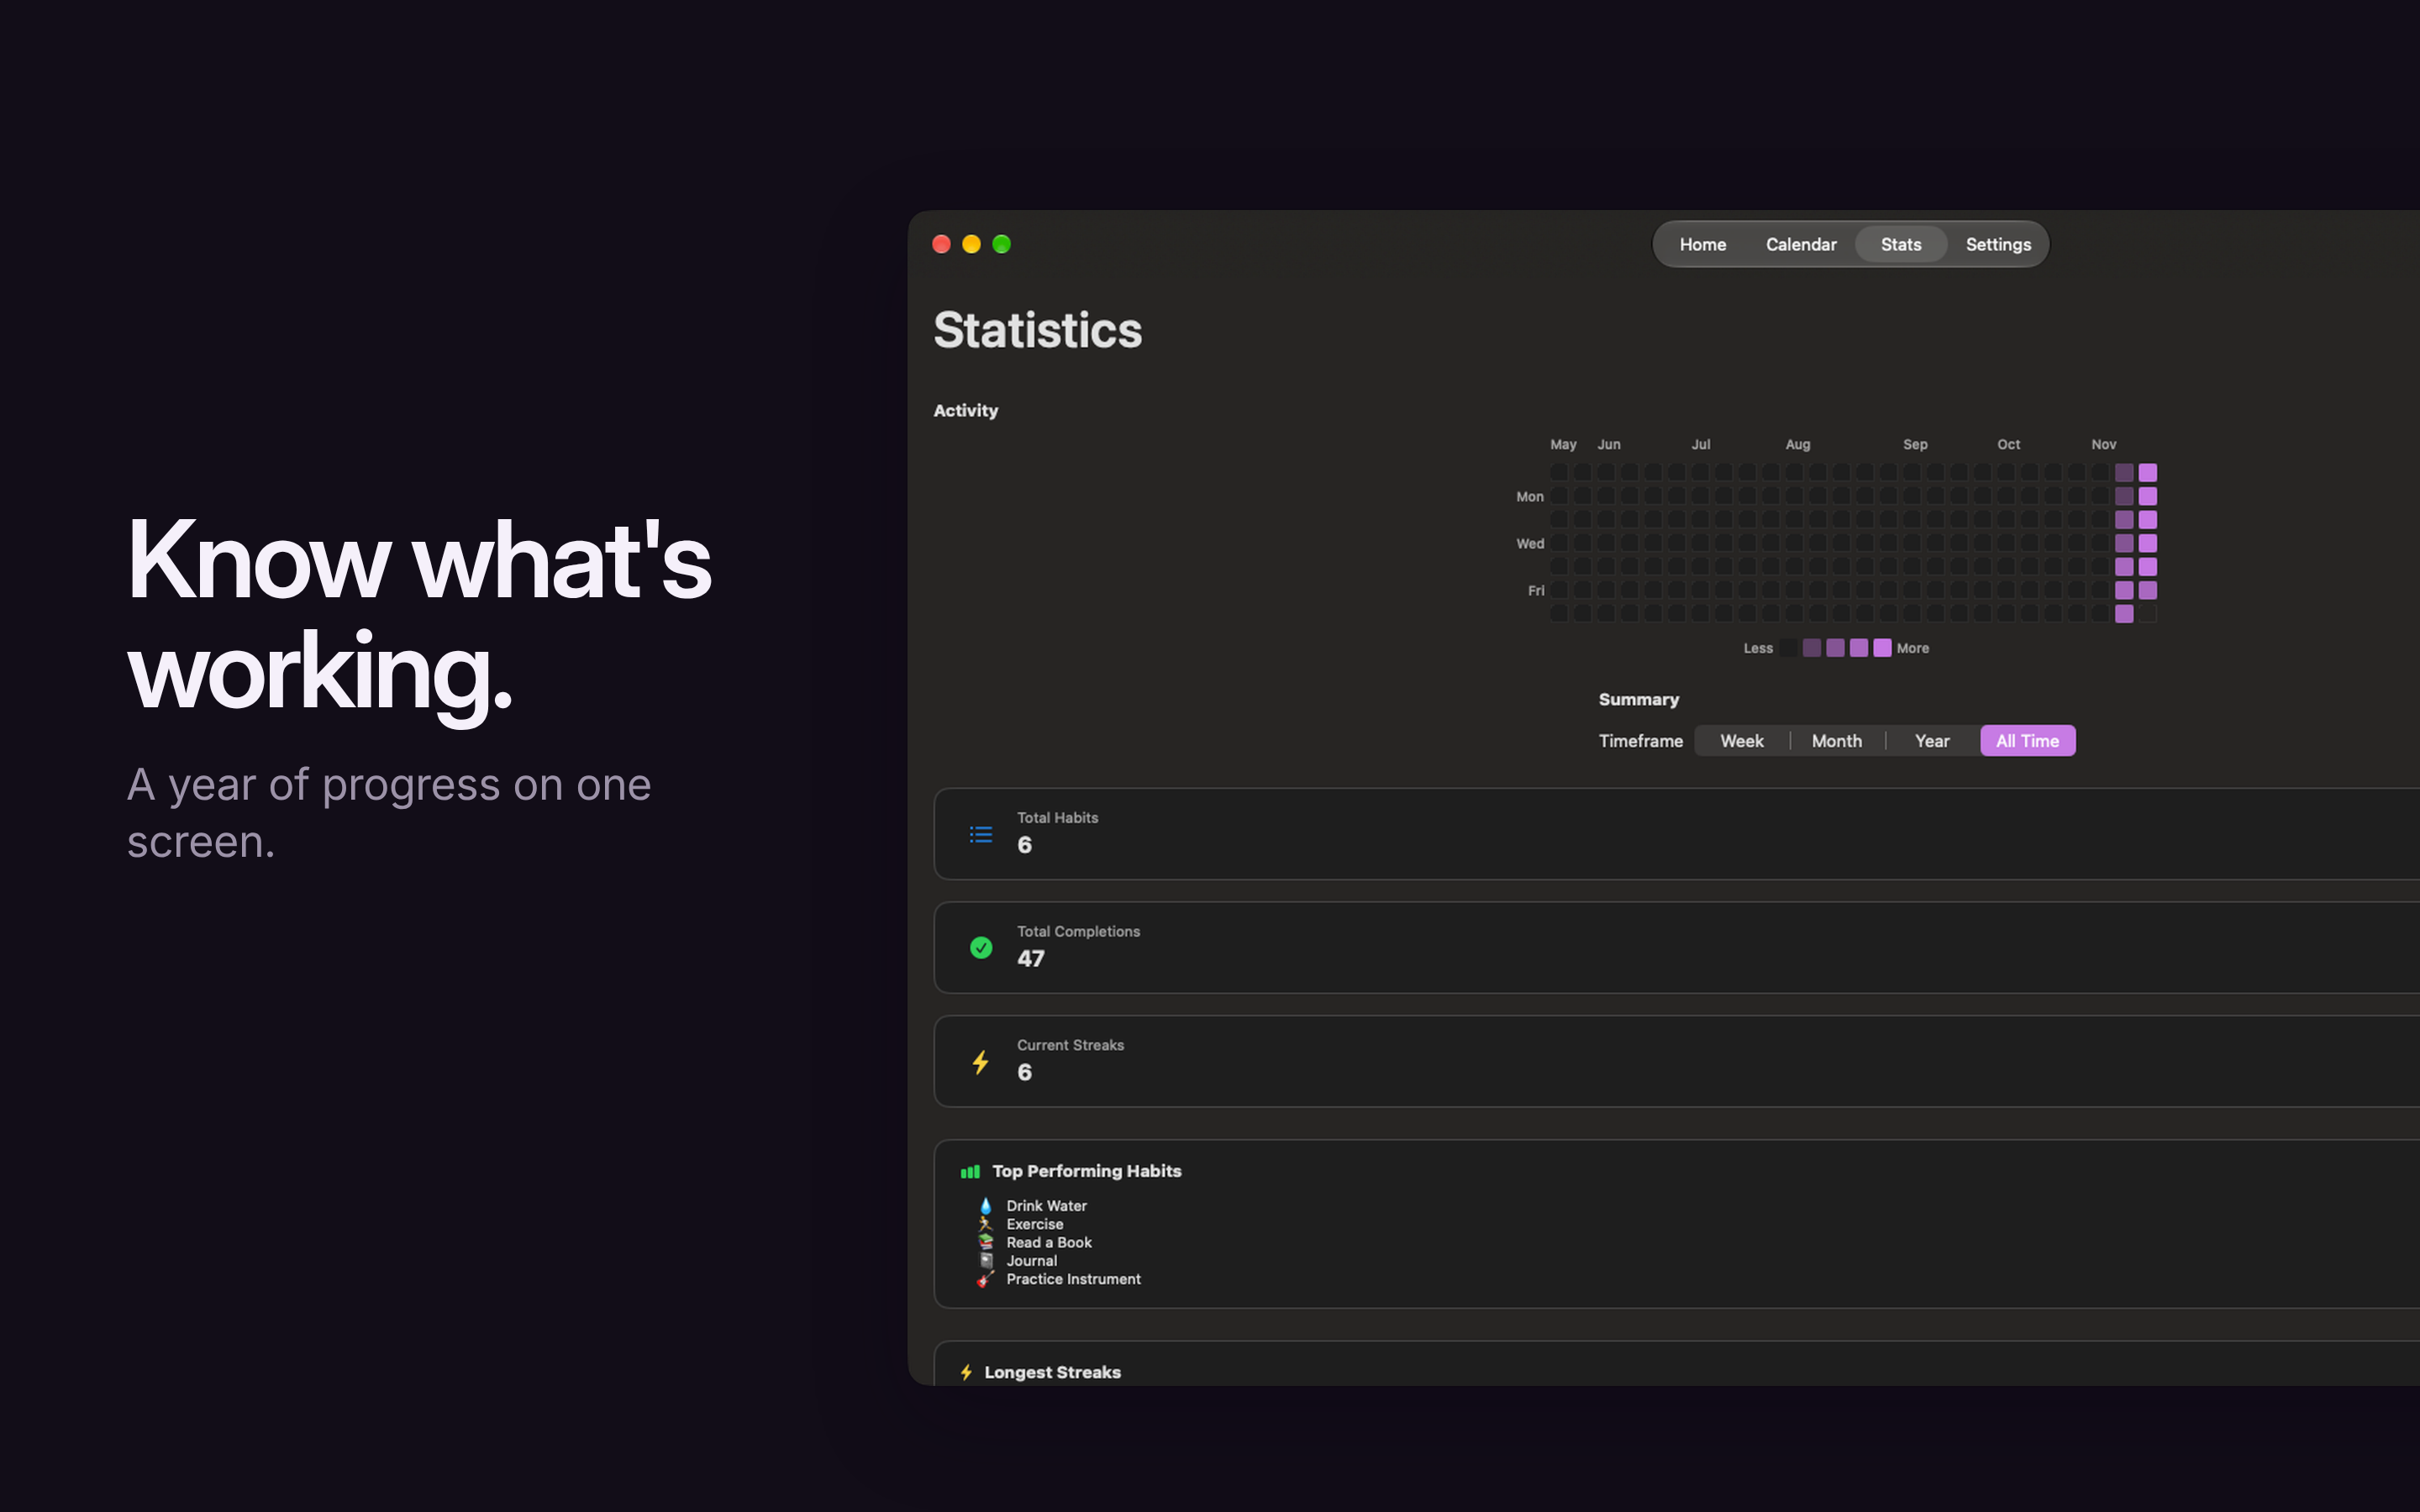 Know what's
working.
A year of progress on one
screen.
Home Calendar Stats Settings
Statistics
Activity
May Jun Jul Aug Sep Oct Nov
Mon
Wed
Fri
Less More
Summary
Timeframe Week Month Year All Time
Total Habits
6
Total Completions
47
Current Streaks
6
Top Performing Habits
Drink Water
Exercise
Read a Book
Journal
Practice Instrument
Longest Streaks